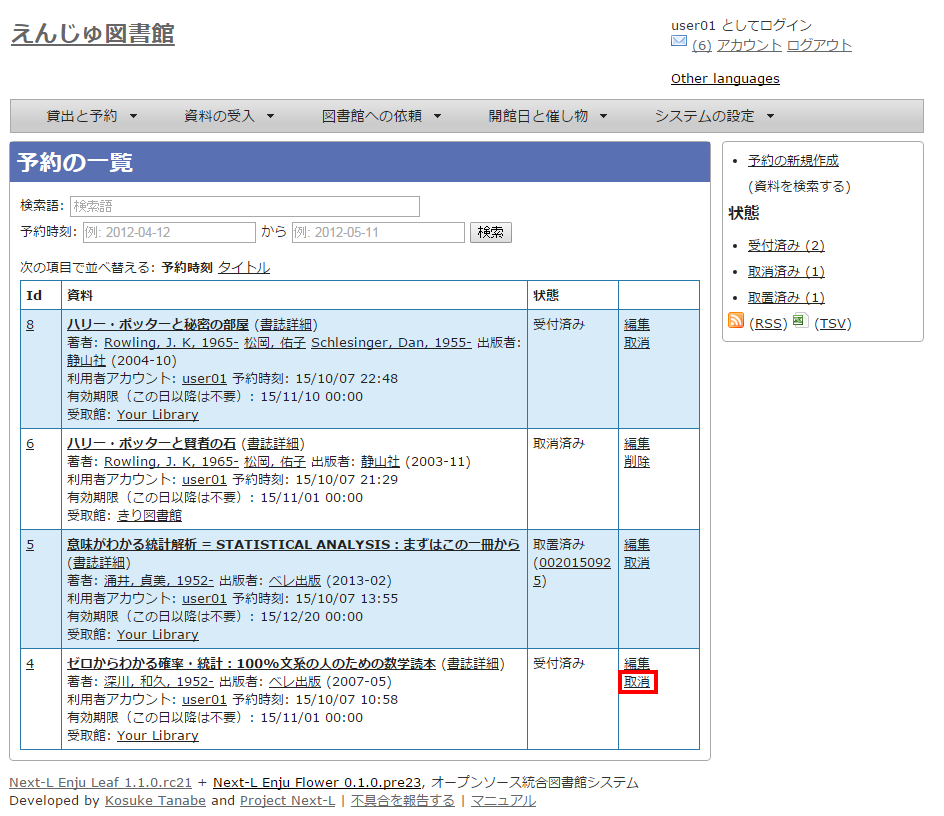 えんじゅ図書館
user01 としてログイン
(6) アカウント ログアウト
Other languages
貸出と予約 資料の受入 図書館への依頼 開館日と催し物 システムの設定
予約の一覧
検索語: 検索語
予約時刻: 例: 2012-04-12 から 例: 2012-05-11 検索
次の項目で並べ替える: 予約時刻 タイトル
Id 資料 状態
8 ハリー・ポッターと秘密の部屋 (書誌詳細) 受付済み 編集
著者: Rowling, J. K, 1965- 松岡, 佑子 Schlesinger, Dan, 1955- 出版者: 取消
静山社 (2004-10)
利用者アカウント: user01 予約時刻: 15/10/07 22:48
有効期限（この日以降は不要）: 15/11/10 00:00
受取館: Your Library
6 ハリー・ポッターと賢者の石 (書誌詳細) 取消済み 編集
著者: Rowling, J. K, 1965- 松岡, 佑子 出版者: 静山社 (2003-11) 削除
利用者アカウント: user01 予約時刻: 15/10/07 21:29
有効期限（この日以降は不要）: 15/11/01 00:00
受取館: きり図書館
5 意味がわかる統計解析 = STATISTICAL ANALYSIS : まずはこの一冊から 取置済み 編集
(書誌詳細) (002015092 取消
著者: 涌井, 貞美, 1952- 出版者: ベレ出版 (2013-02) 5)
利用者アカウント: user01 予約時刻: 15/10/07 13:55
有効期限（この日以降は不要）: 15/12/20 00:00
受取館: Your Library
4 ゼロからわかる確率・統計 : 100%文系の人のための数学読本 (書誌詳細) 受付済み 編集
著者: 深川, 和久, 1952- 出版者: ベレ出版 (2007-05) 取消
利用者アカウント: user01 予約時刻: 15/10/07 10:58
有効期限（この日以降は不要）: 15/11/01 00:00
受取館: Your Library
予約の新規作成
(資料を検索する)
状態
受付済み (2)
取消済み (1)
取置済み (1)
(RSS) (TSV)
Next-L Enju Leaf 1.1.0.rc21 + Next-L Enju Flower 0.1.0.pre23, オープンソース統合図書館システム
Developed by Kosuke Tanabe and Project Next-L | 不具合を報告する | マニュアル